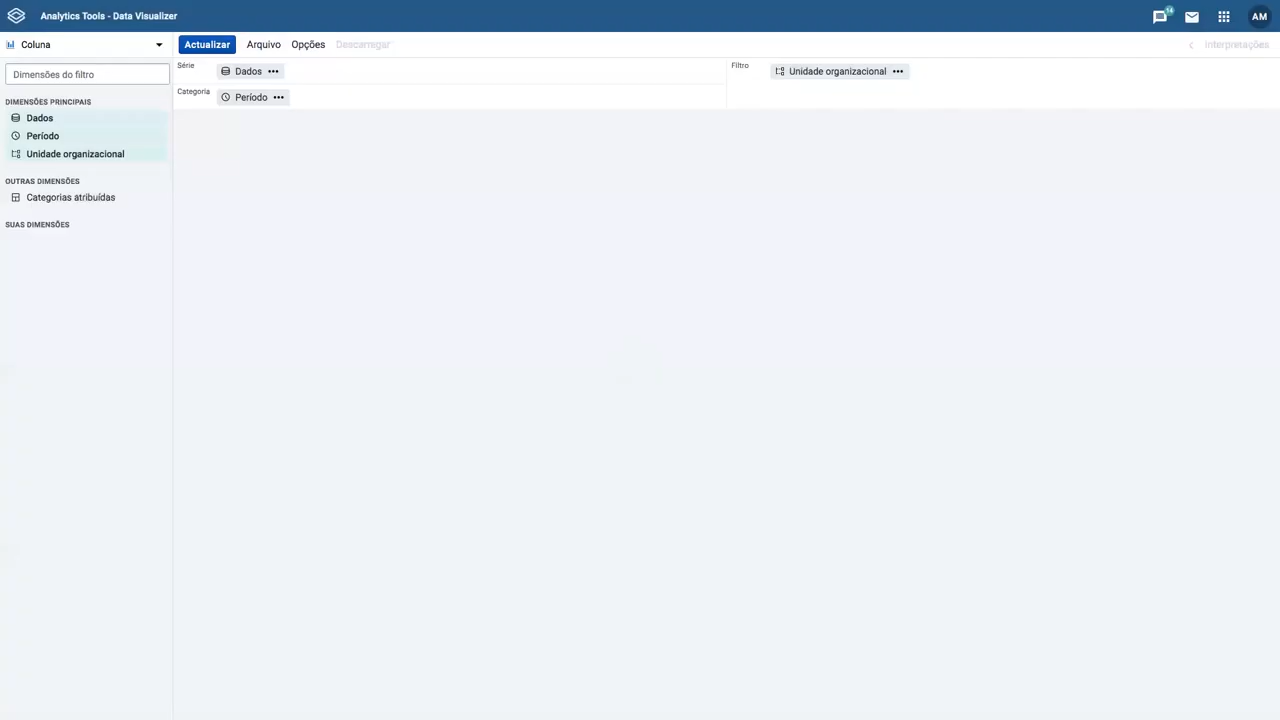 Analytics Tools - Data Visualizer
14
AM
Coluna
Actualizar Arquivo Opções Descarregar
Interpretações
Dimensões do filtro
Série Dados
Filtro Unidade organizacional
Categoria Período
DIMENSÕES PRINCIPAIS
Dados
Período
Unidade organizacional
OUTRAS DIMENSÕES
Categorias atribuídas
SUAS DIMENSÕES